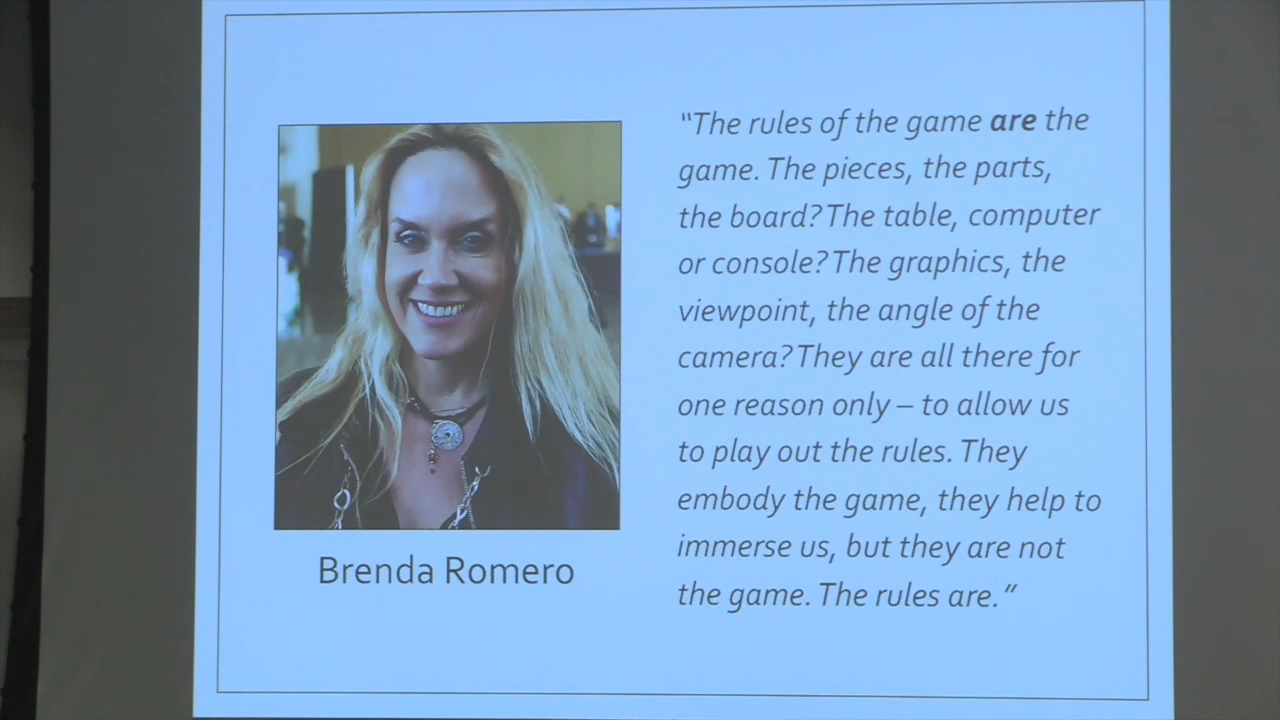 "The rules of the game are the
game. The pieces, the parts,
the board? The table, computer
or console? The graphics, the
viewpoint, the angle of the
camera? They are all there for
one reason only – to allow us
to play out the rules. They
embody the game, they help to
immerse us, but they are not
the game. The rules are."
Brenda Romero